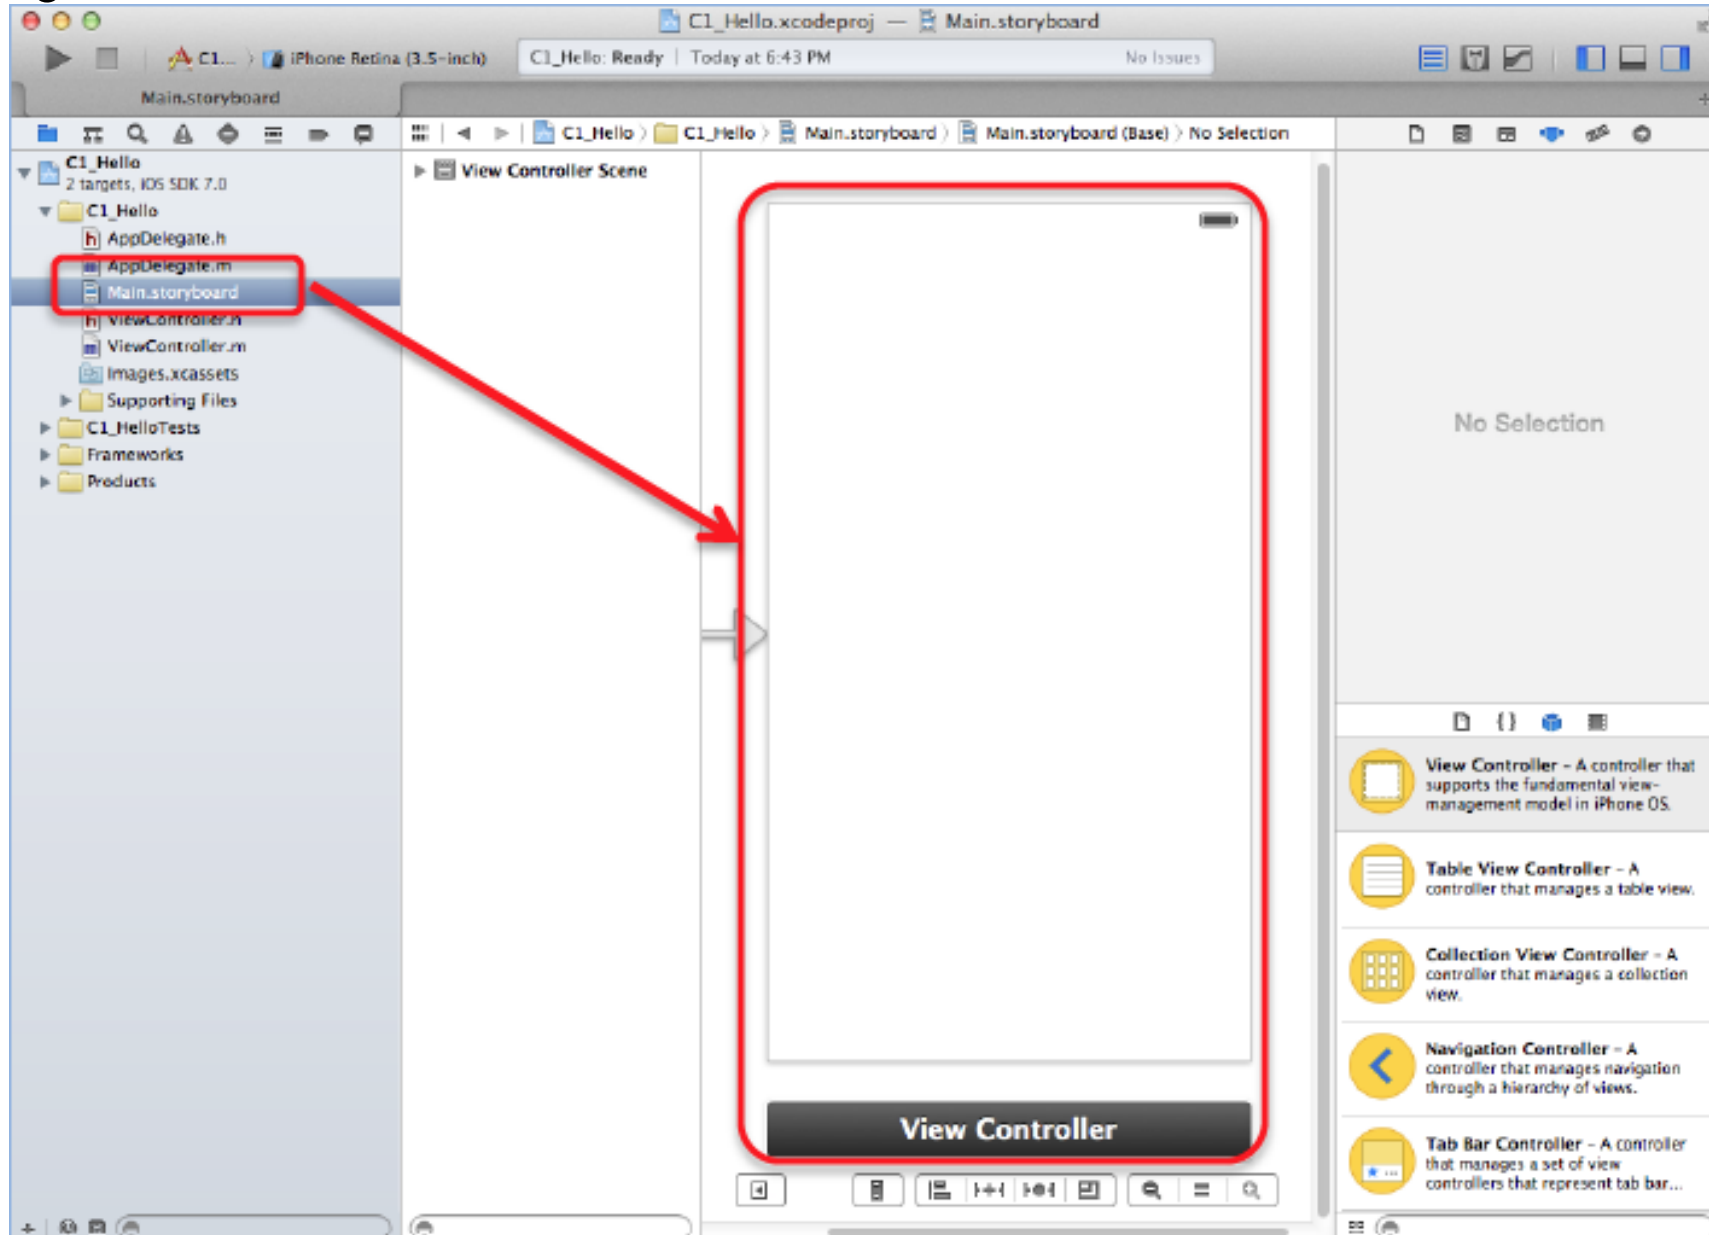 C1_Hello.xcodeproj — Main.storyboard
C1... iPhone Retina (3.5-inch)
C1_Hello: Ready | Today at 6:43 PM
No Issues
Main.storyboard
C1_Hello C1_Hello Main.storyboard Main.storyboard (Base) No Selection
C1_Hello
2 targets, iOS SDK 7.0
C1_Hello
AppDelegate.h
AppDelegate.m
Main.storyboard
ViewController.h
ViewController.m
Images.xcassets
Supporting Files
C1_HelloTests
Frameworks
Products
View Controller Scene
View Controller
No Selection
View Controller - A controller that
supports the fundamental view-
management model in iPhone OS.
Table View Controller - A
controller that manages a table view.
Collection View Controller - A
controller that manages a collection
view.
Navigation Controller - A
controller that manages navigation
through a hierarchy of views.
Tab Bar Controller - A controller
that manages a set of view
controllers that represent tab bar...